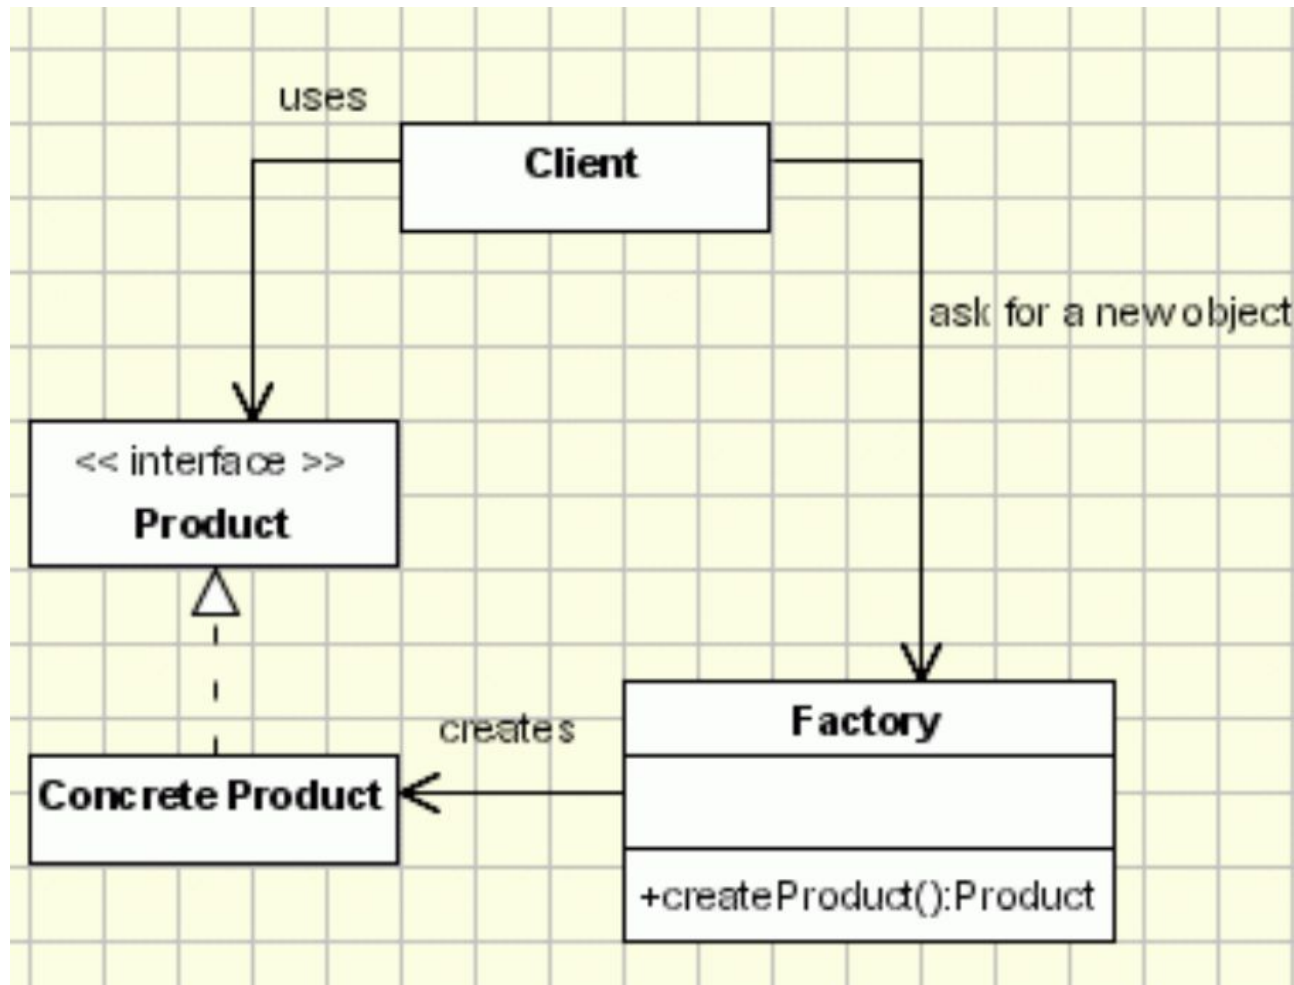 uses
Client
ask for a new object
<< interface >>
Product
creates
Factory
Concrete Product
+createProduct():Product